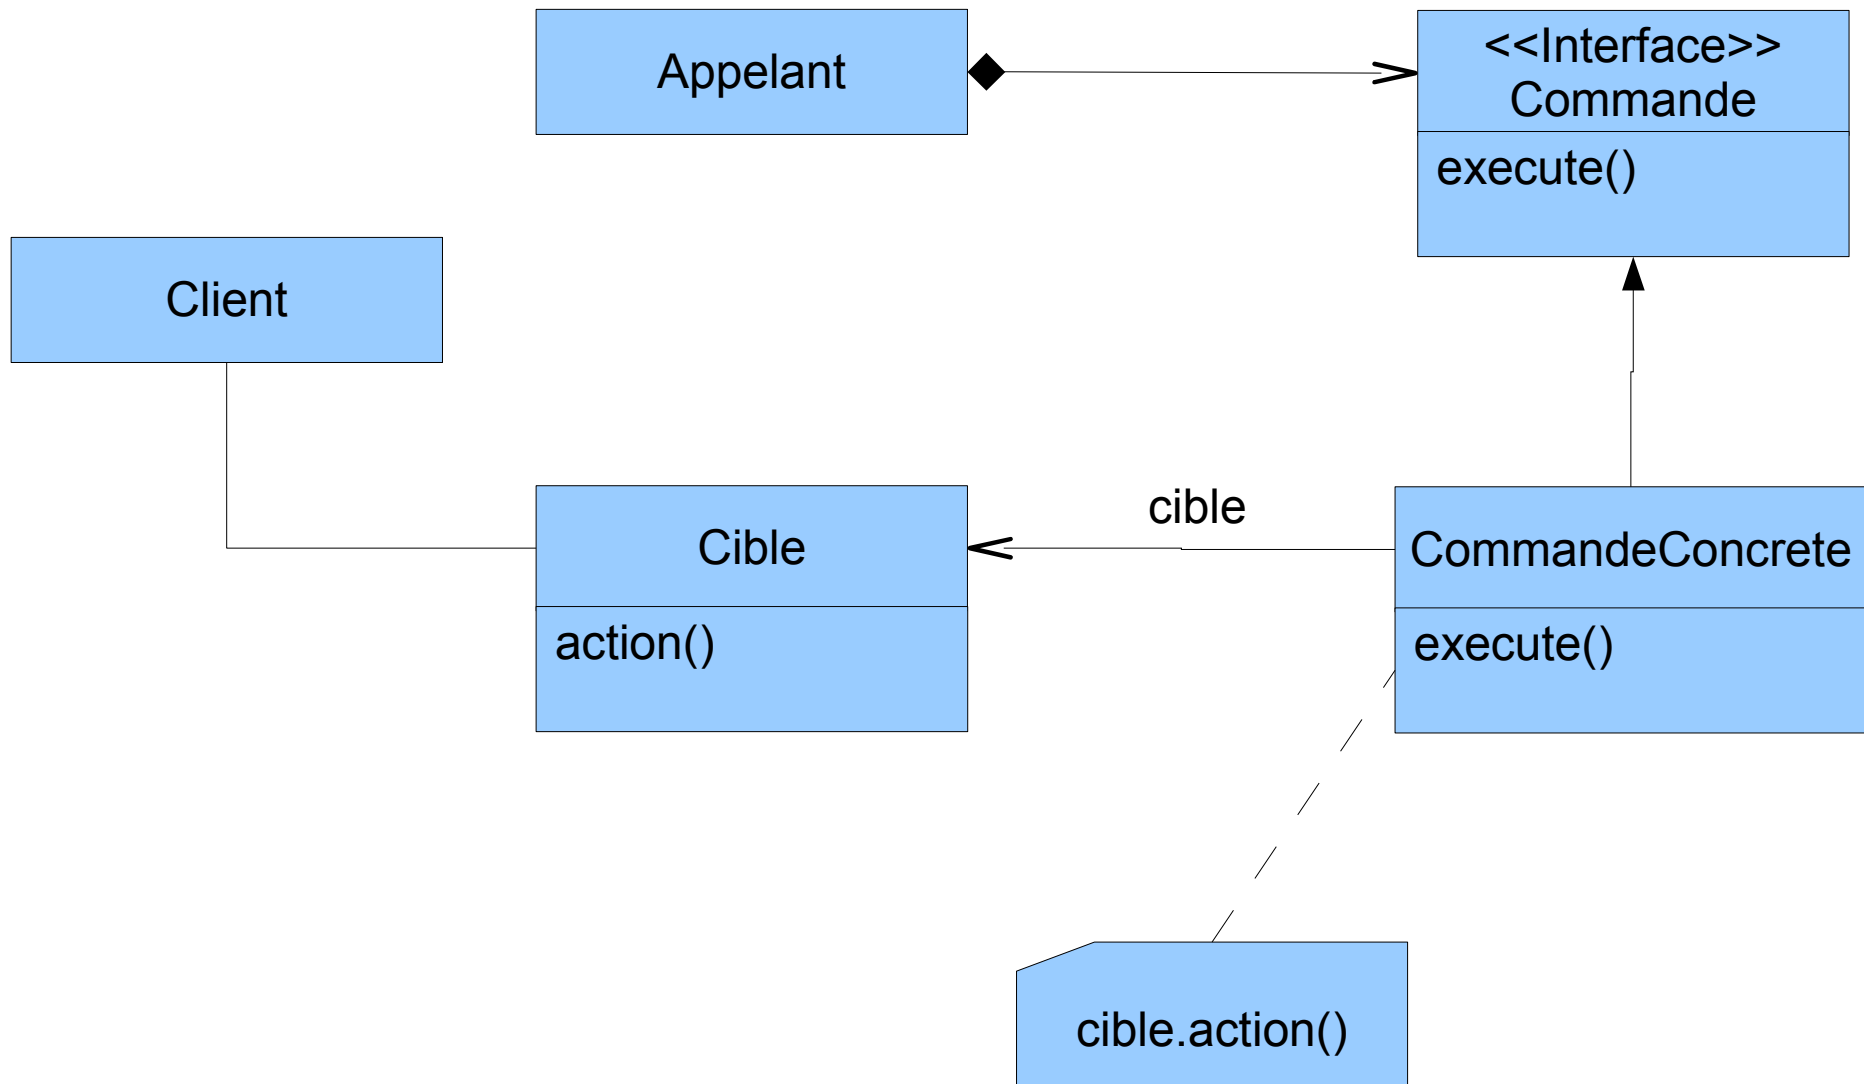 Appelant
<<Interface>>
Commande
execute()
Client
cible
Cible
CommandeConcrete
action()
execute()
cible.action()